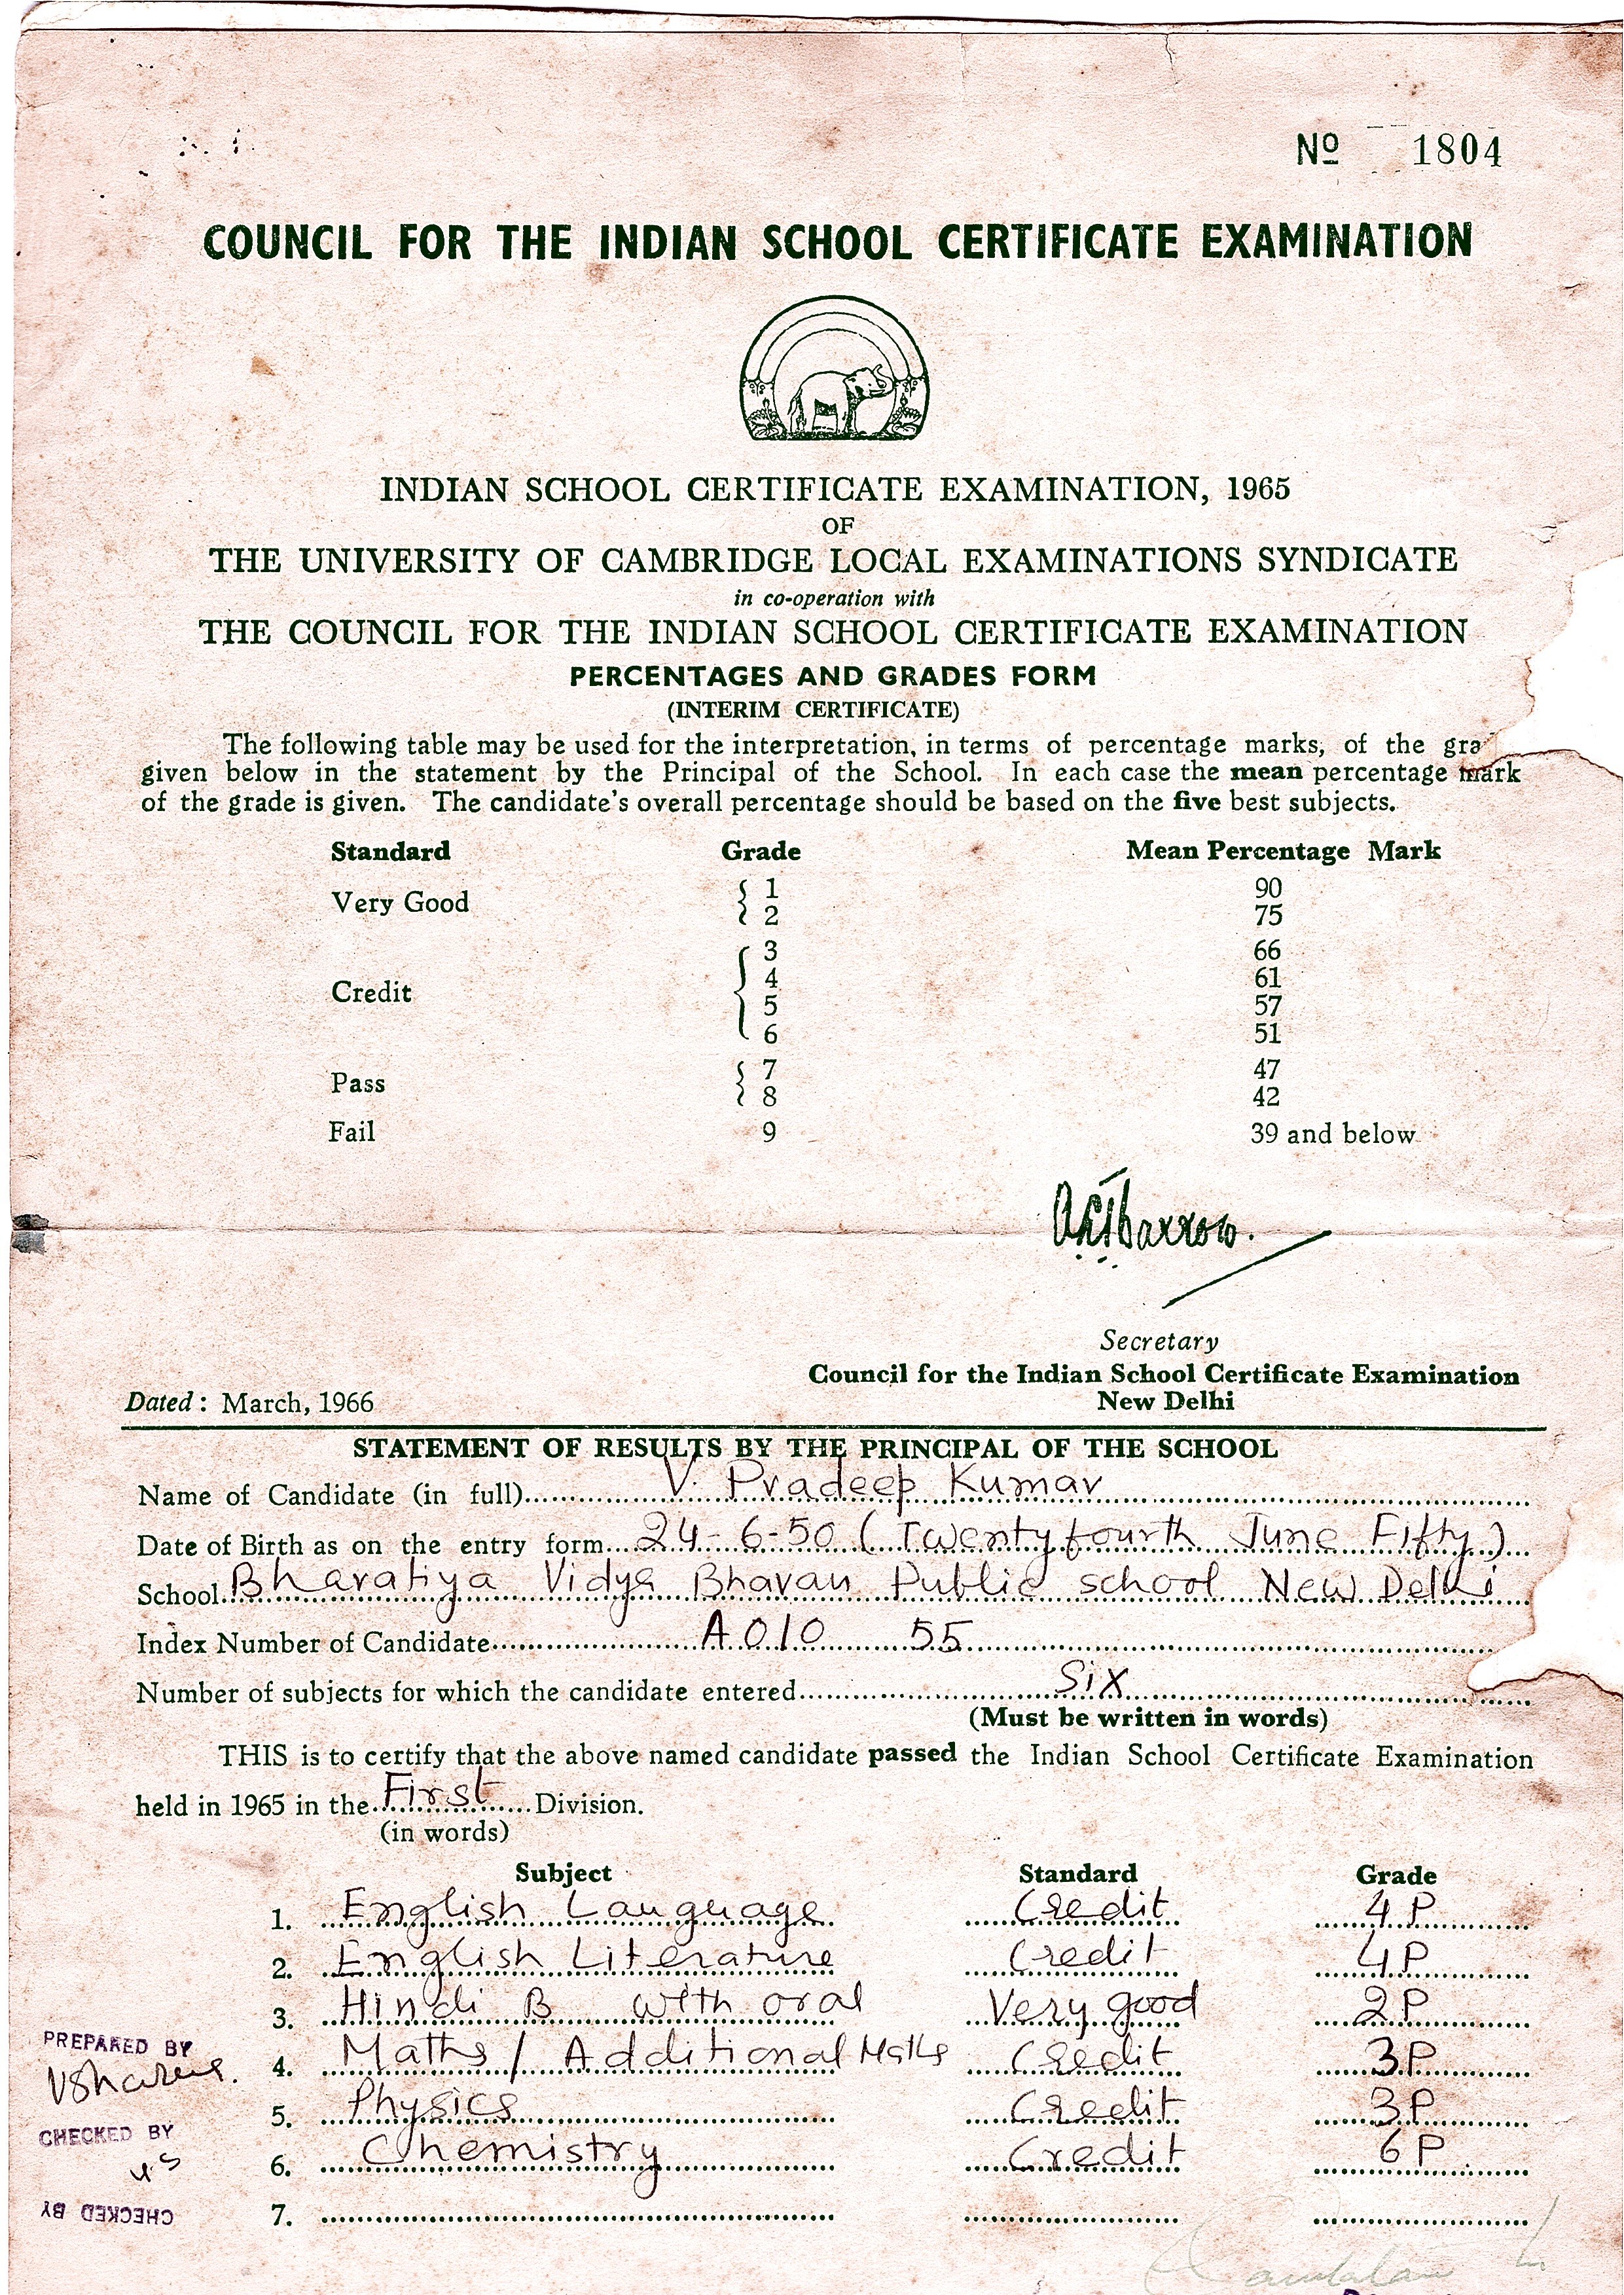 Nº 1804
COUNCIL FOR THE INDIAN SCHOOL CERTIFICATE EXAMINATION
INDIAN SCHOOL CERTIFICATE EXAMINATION, 1965
OF
THE UNIVERSITY OF CAMBRIDGE LOCAL EXAMINATIONS SYNDICATE
in co-operation with
THE COUNCIL FOR THE INDIAN SCHOOL CERTIFICATE EXAMINATION
PERCENTAGES AND GRADES FORM
(INTERIM CERTIFICATE)
The following table may be used for the interpretation, in terms of percentage marks, of the gra
given below in the statement by the Principal of the School. In each case the mean percentage mark
of the grade is given. The candidate's overall percentage should be based on the five best subjects.
Standard Grade Mean Percentage Mark
Very Good 1 90
2 75
3 66
4 61
Credit 5 57
6 51
Pass 7 47
8 42
Fail 9 39 and below
Secretary
Council for the Indian School Certificate Examination
New Delhi
Dated : March, 1966
STATEMENT OF RESULTS BY THE PRINCIPAL OF THE SCHOOL
Name of Candidate (in full) V. Pradeep Kumar
Date of Birth as on the entry form 24-6-50 (Twenty fourth June Fifty)
School Bharatiya Vidya Bhavan Public school New Delhi
Index Number of Candidate A 010 55
Number of subjects for which the candidate entered Six
(Must be written in words)
THIS is to certify that the above named candidate passed the Indian School Certificate Examination
held in 1965 in the First Division.
(in words)
Subject Standard Grade
1. English Language Credit 4 P
2. English Literature Credit 4 P
3. Hindi B with oral Very good 2 P
4. Maths / Additional Maths Credit 3 P
5. Physics Credit 3 P
6. Chemistry Credit 6 P
7.
PREPARED BY
CHECKED BY
CHECKED BY